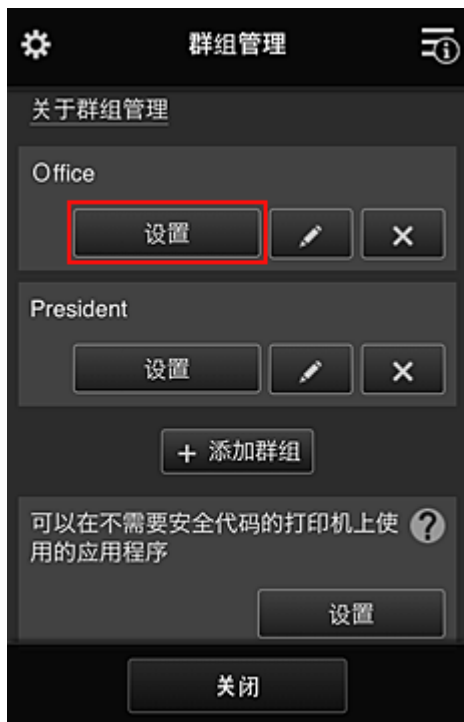 群组管理
关于群组管理
Office
设置
President
设置
+ 添加群组
可以在不需要安全代码的打印机上使
用的应用程序
设置
关闭